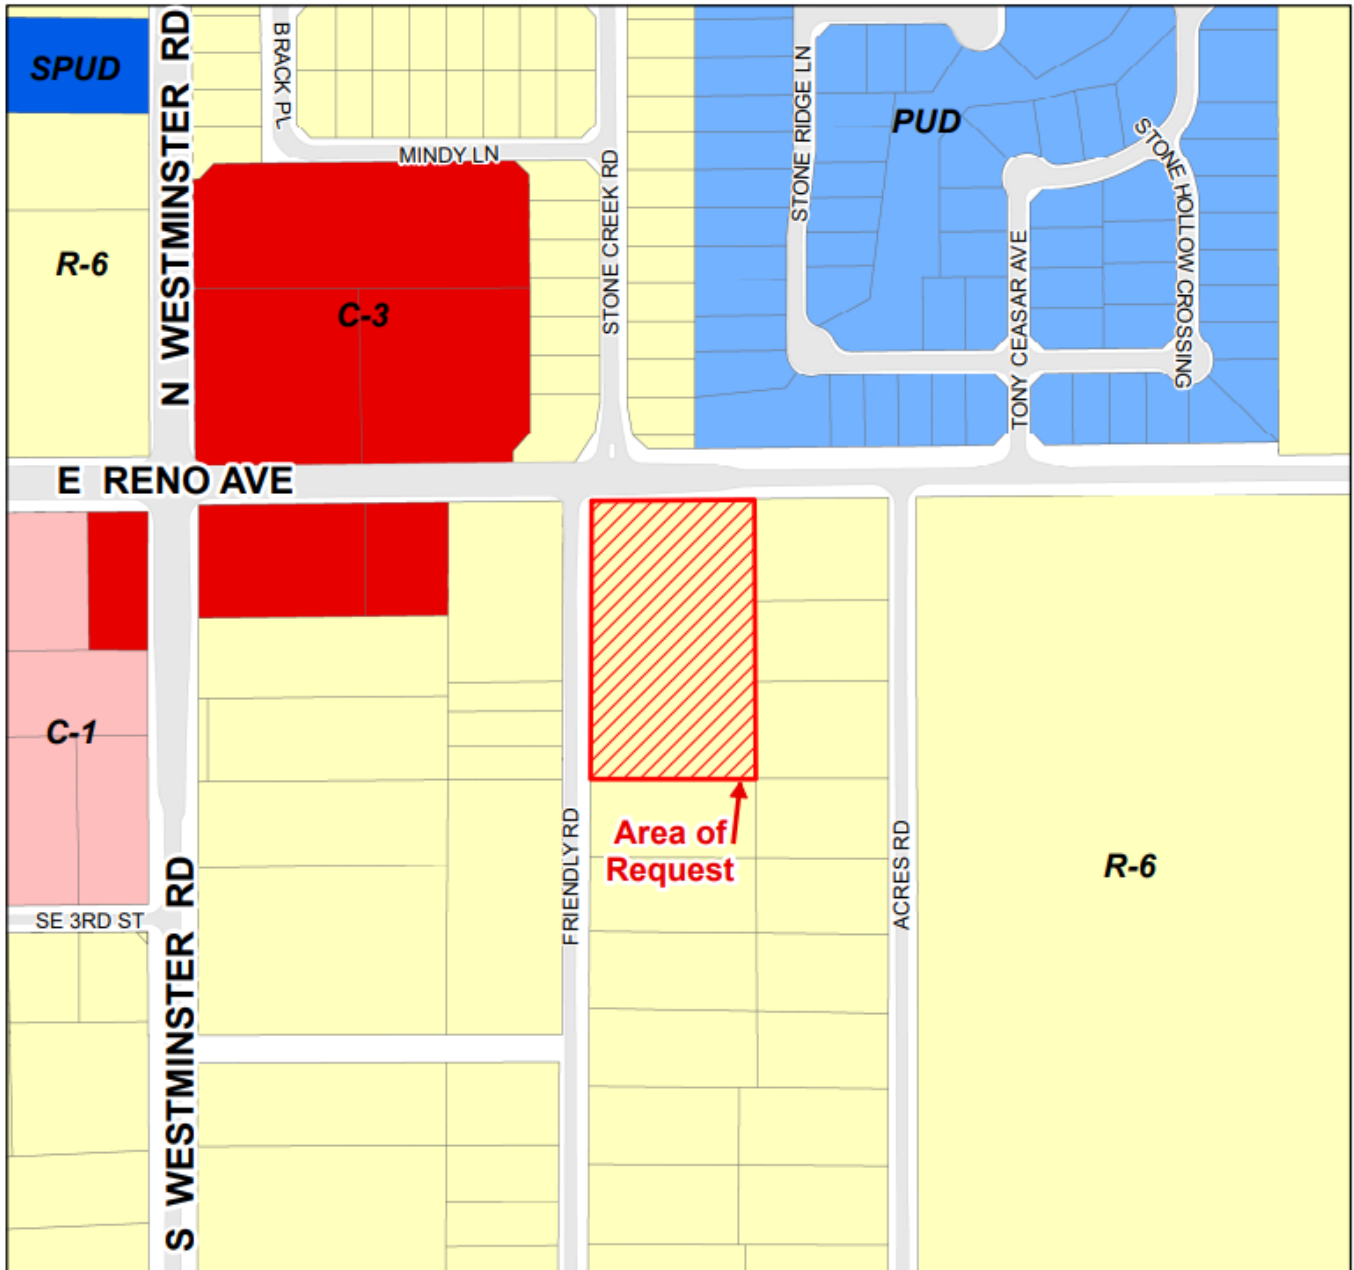 SPUD
N WESTMINSTER RD
BRACK PL
MINDY LN
STONE CREEK RD
STONE RIDGE LN
PUD
STONE HOLLOW CROSSING
TONY CEASAR AVE
R-6
C-3
E RENO AVE
C-1
Area of
Request
FRIENDLY RD
ACRES RD
R-6
SE 3RD ST
S WESTMINSTER RD